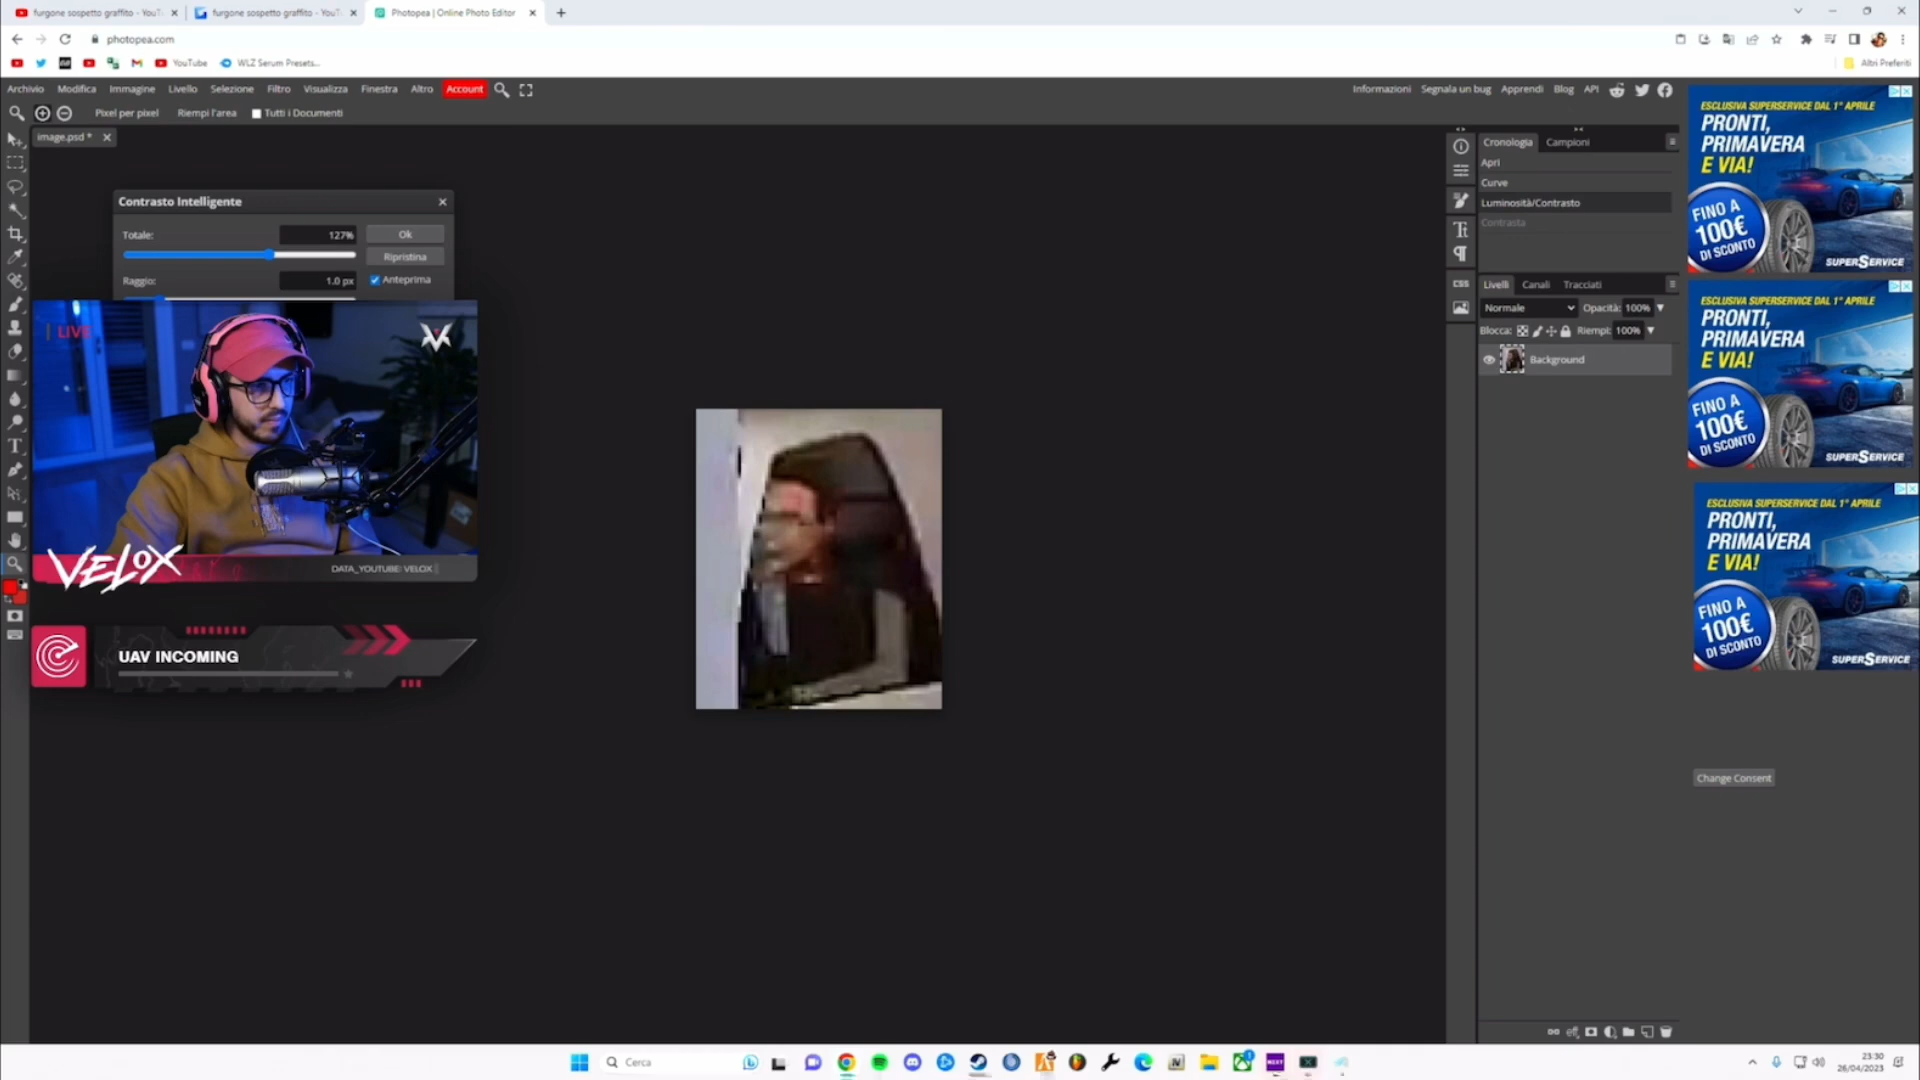 furgone sospetto graffito - YouT
furgone sospetto graffito - YouT
Photopea | Online Photo Editor
photopea.com
YouTube
WLZ Serum Presets...
Altri Preferiti
Archivio
Modifica
Immagine
Livello
Selezione
Filtro
Visualizza
Finestra
Altro
Account
Informazioni
Segnala un bug
Apprendi
Blog
API
Pixel per pixel
Riempi l'area
Tutti i Documenti
image.psd *
Contrasto Intelligente
Totale:
127%
Ok
Ripristina
Raggio:
1.0 px
Anteprima
LIVE
VELOX
DATA_YOUTUBE: VELOX
UAV INCOMING
CSS
Cronologia
Campioni
Apri
Curve
Luminosità/Contrasto
Contrasta
Livelli
Canali
Tracciati
Normale
Opacità: 100%
Blocca:
Riempi: 100%
Background
ESCLUSIVA SUPERSERVICE DAL 1° APRILE
PRONTI,
PRIMAVERA
E VIA!
FINO A
100€
DI SCONTO
SUPERSERVICE
ESCLUSIVA SUPERSERVICE DAL 1° APRILE
PRONTI,
PRIMAVERA
E VIA!
FINO A
100€
DI SCONTO
SUPERSERVICE
ESCLUSIVA SUPERSERVICE DAL 1° APRILE
PRONTI,
PRIMAVERA
E VIA!
FINO A
100€
DI SCONTO
SUPERSERVICE
Change Consent
eff
Cerca
23:30
26/04/2023